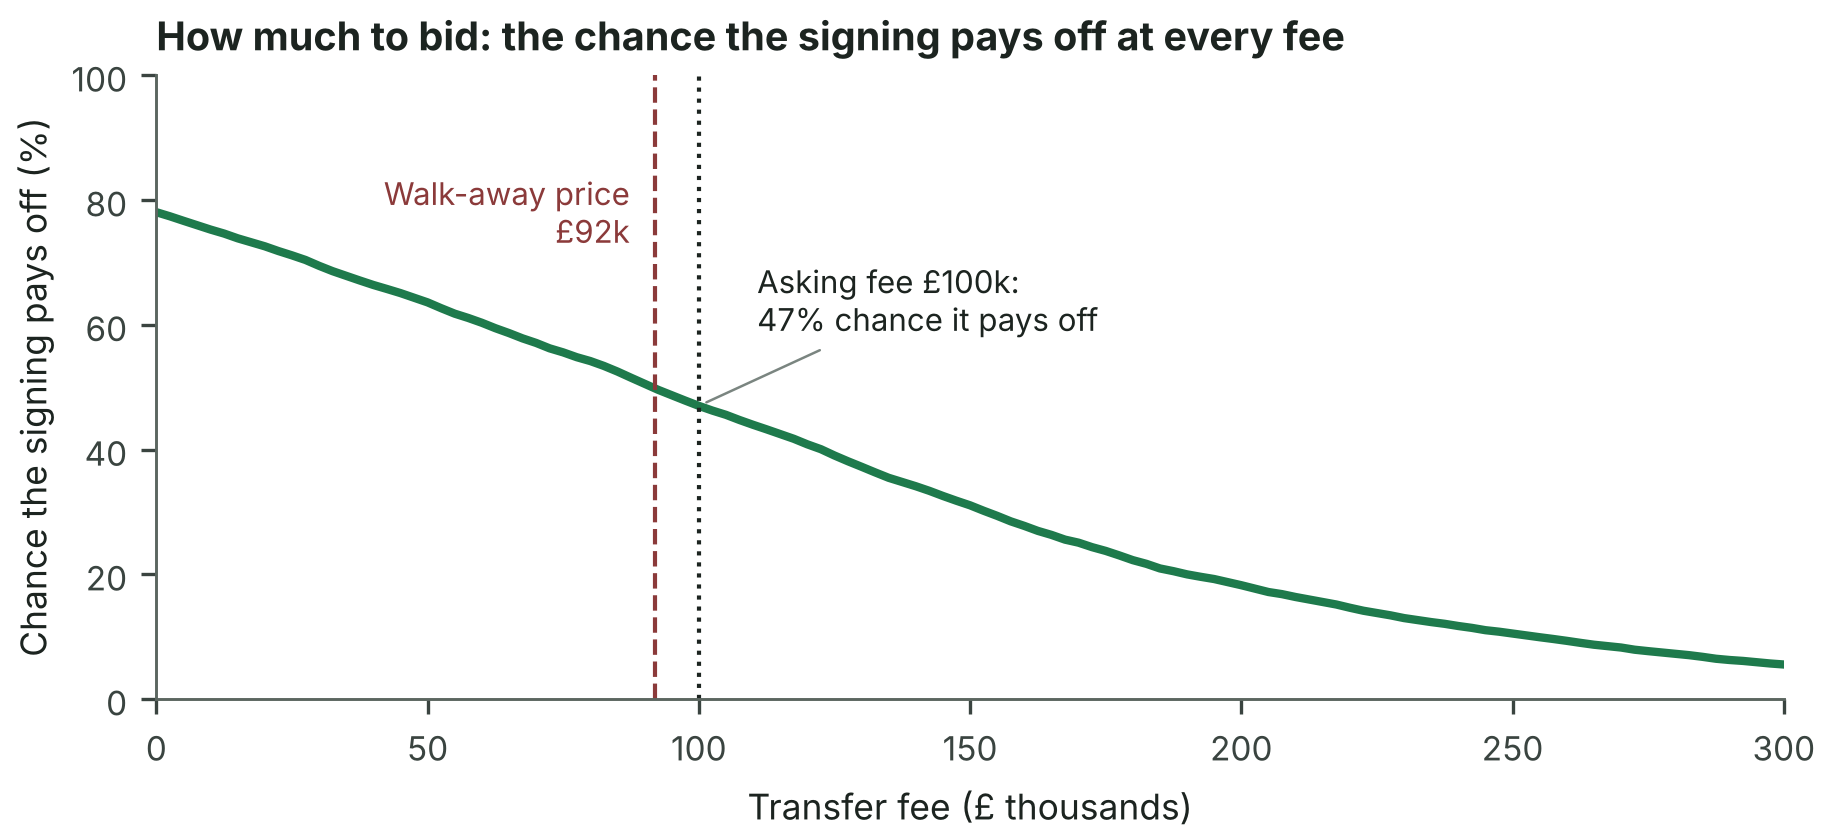 How much to bid: the chance the signing pays off at every fee
Chance the signing pays off (%)
100
80
60
40
20
0
Walk-away price
£92k
Asking fee £100k:
47% chance it pays off
0
50
100
150
200
250
300
Transfer fee (£ thousands)